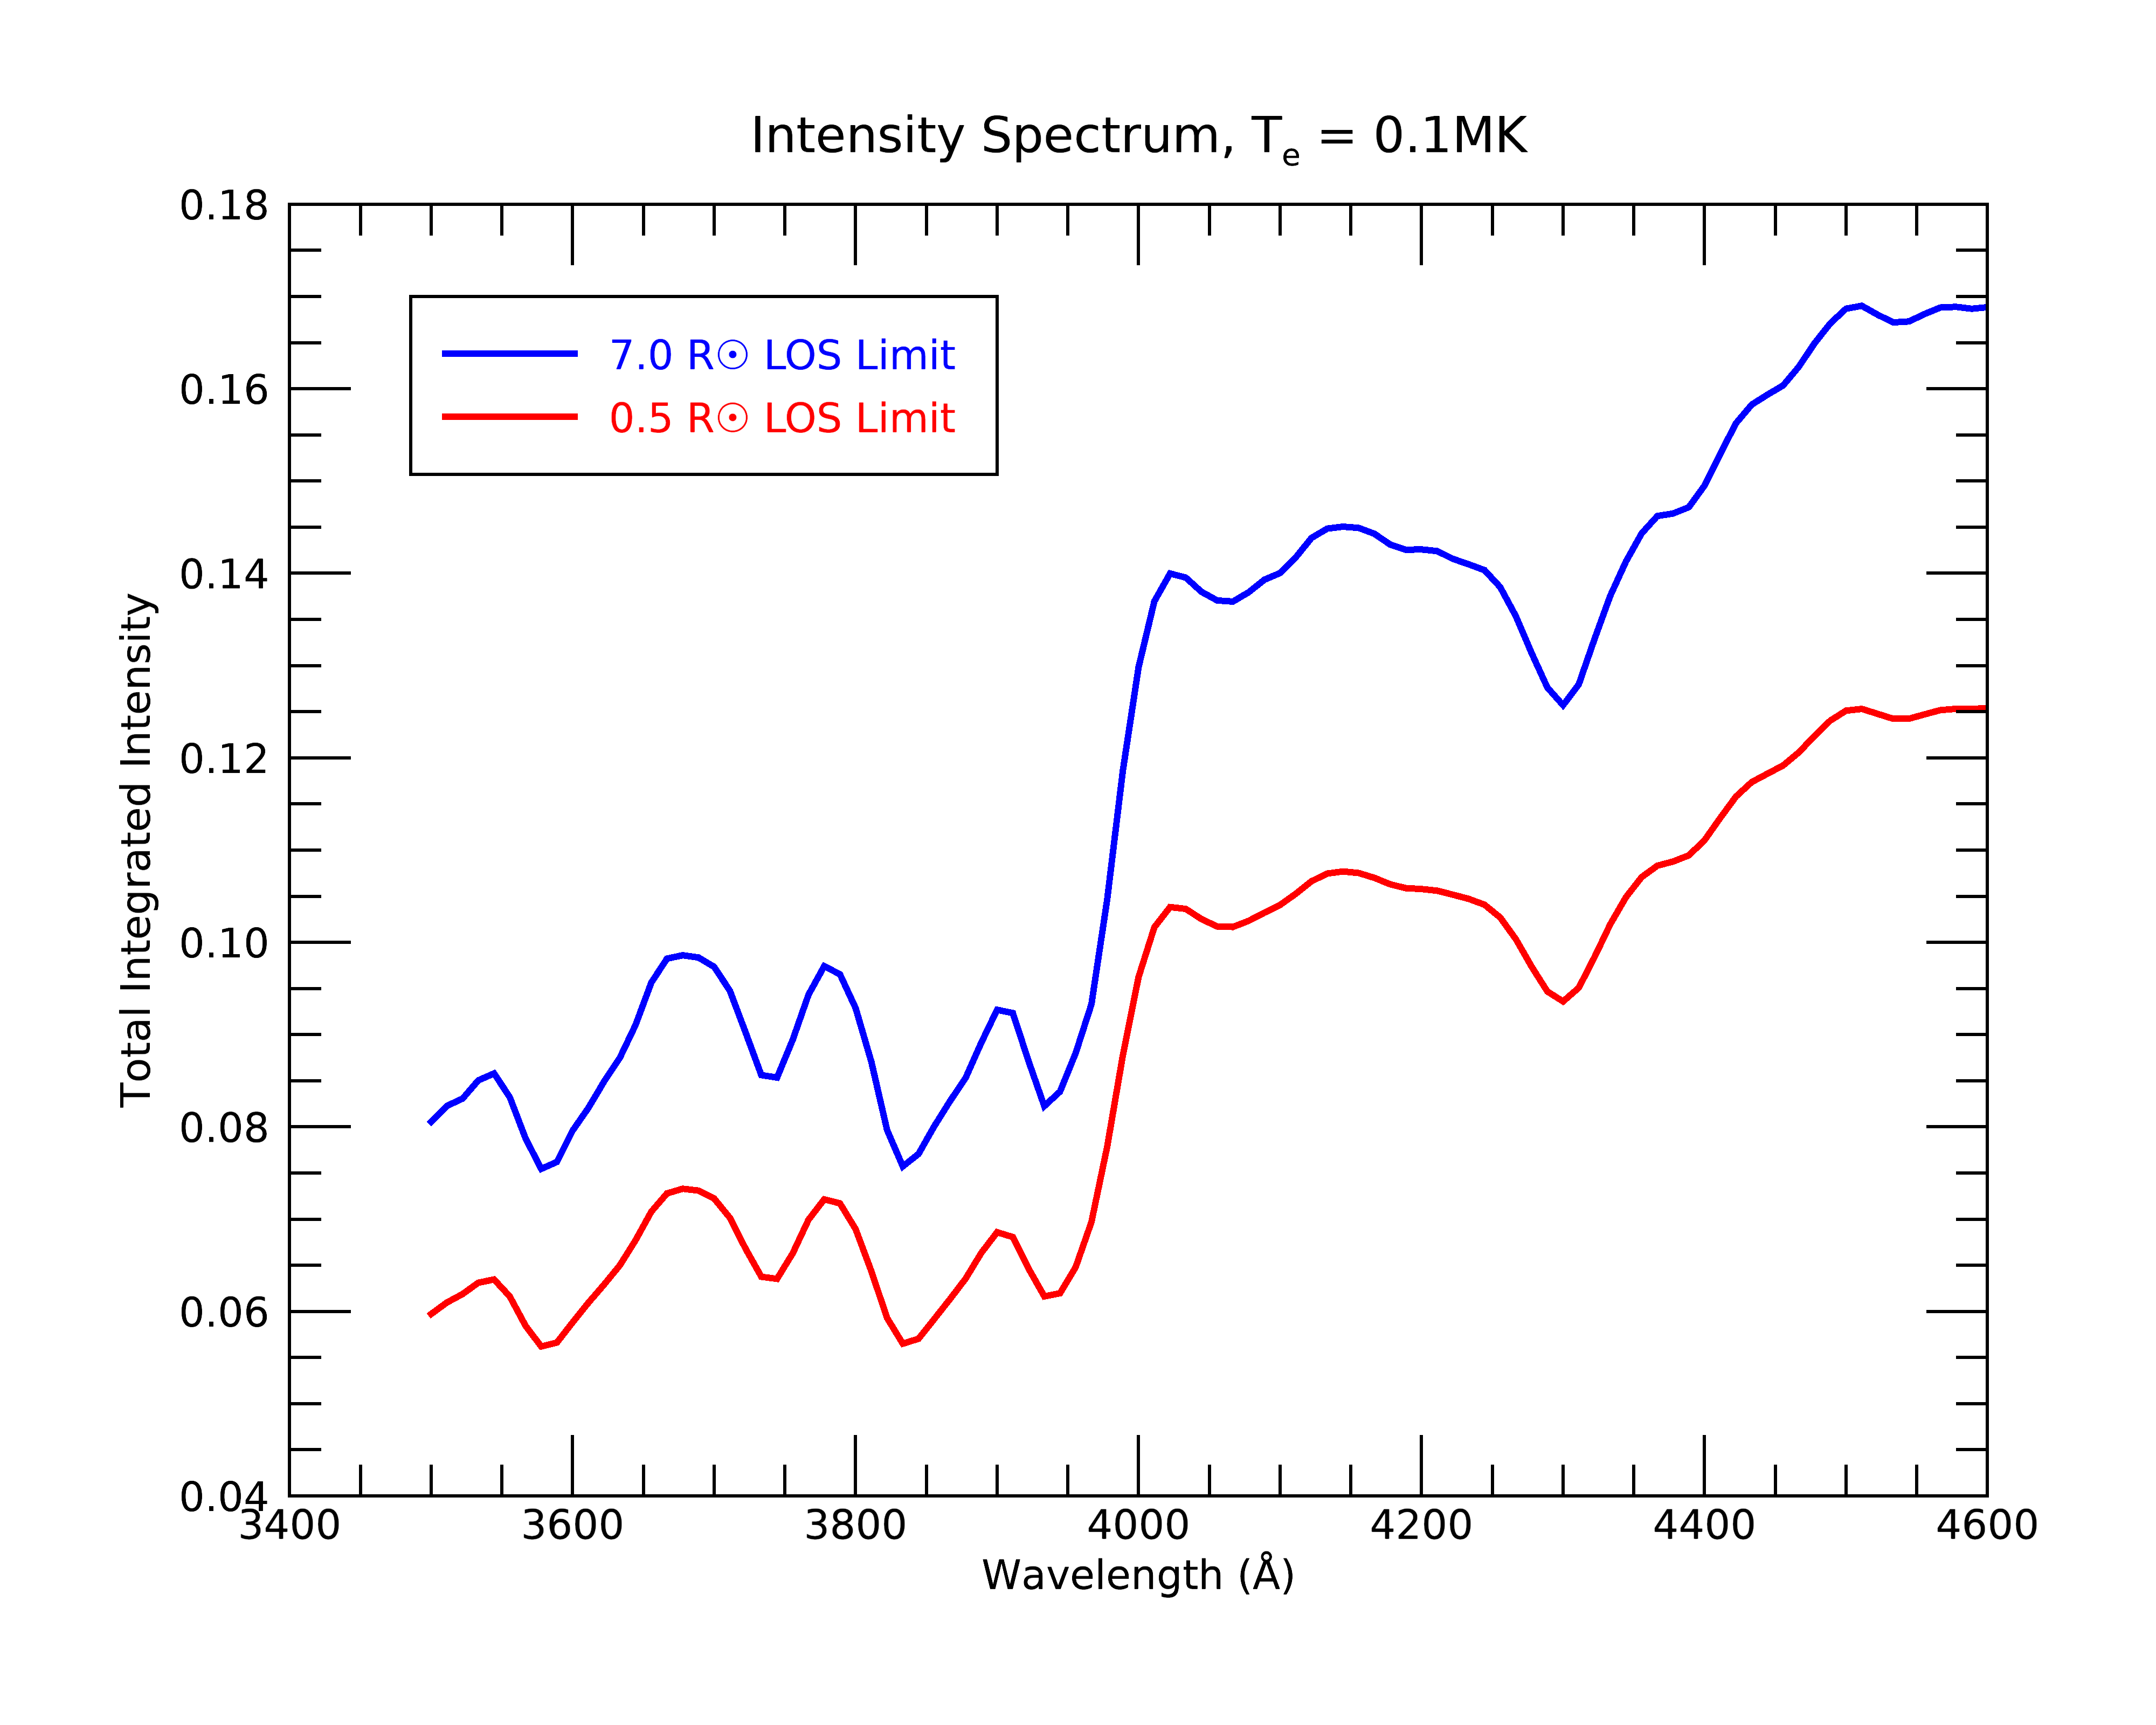 Intensity Spectrum, Te = 0.1MK
0.18
7.0 R☉ LOS Limit
0.5 R☉ LOS Limit
0.16
0.14
0.12
0.10
0.08
0.06
0.04
Total Integrated Intensity
3400 3600 3800 4000 4200 4400 4600
Wavelength (Å)